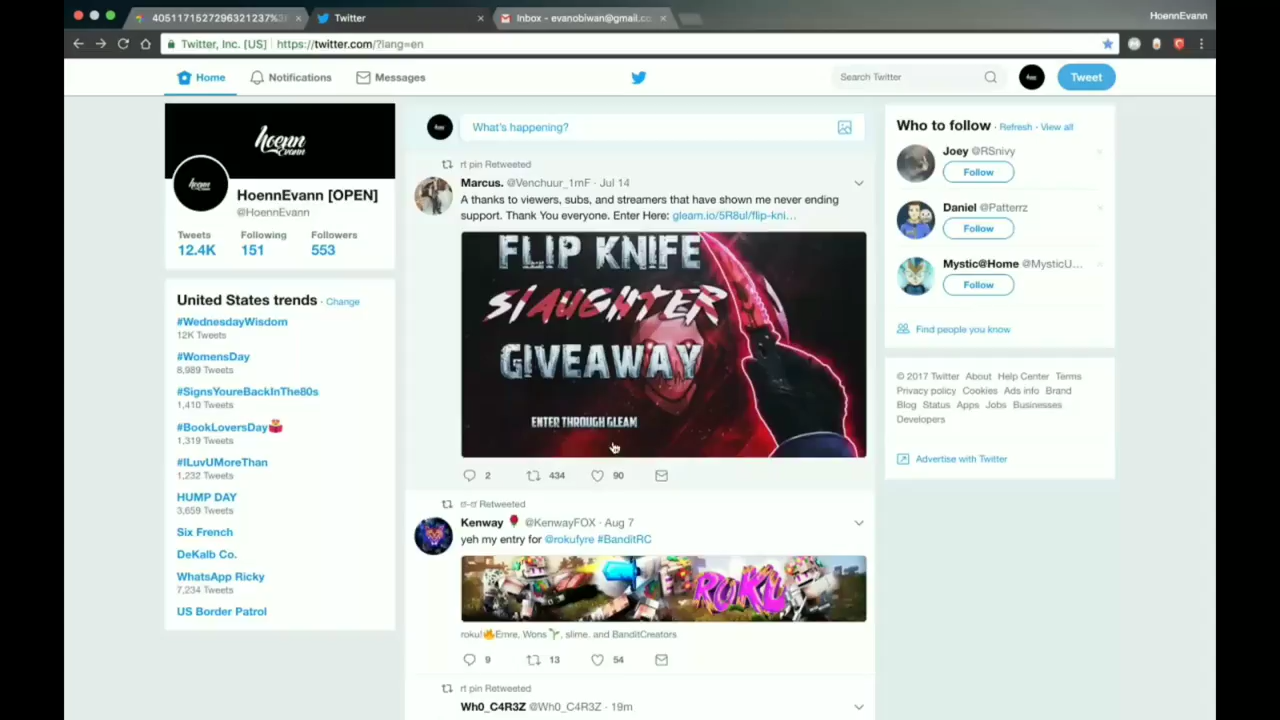 4051171527296321237%
Twitter
Inbox - evanobiwan@gmail.co
HoennEvann
Twitter, Inc. [US]
https://twitter.com/?lang=en
Home
Notifications
Messages
Search Twitter
Tweet
hoenn
evann
HoennEvann [OPEN]
@HoennEvann
Tweets Following Followers
12.4K 151 553
United States trends · Change
#WednesdayWisdom
12K Tweets
#WomensDay
8,989 Tweets
#SignsYoureBackInThe80s
1,410 Tweets
#BookLoversDay
1,319 Tweets
#ILuvUMoreThan
1,232 Tweets
HUMP DAY
3,659 Tweets
Six French
DeKalb Co.
WhatsApp Ricky
7,234 Tweets
US Border Patrol
What's happening?
rt pin Retweeted
Marcus. @Venchuur_1mF · Jul 14
A thanks to viewers, subs, and streamers that have shown me never ending
support. Thank You everyone. Enter Here: gleam.io/5R8ul/flip-kni…
FLIP KNIFE
SLAUGHTER
GIVEAWAY
ENTER THROUGH GLEAM
2 434 90
Retweeted
Kenway @KenwayFOX · Aug 7
yeh my entry for @rokufyre #BanditRC
ROKU
roku!🔥Emre, Wons🌱, slime. and BanditCreators
9 13 54
rt pin Retweeted
Wh0_C4R3Z @Wh0_C4R3Z · 19m
Who to follow · Refresh · View all
Joey @RSnivy
Follow
Daniel @Patterrz
Follow
Mystic@Home @MysticU...
Follow
Find people you know
© 2017 Twitter About Help Center Terms
Privacy policy Cookies Ads info Brand
Blog Status Apps Jobs Businesses
Developers
Advertise with Twitter